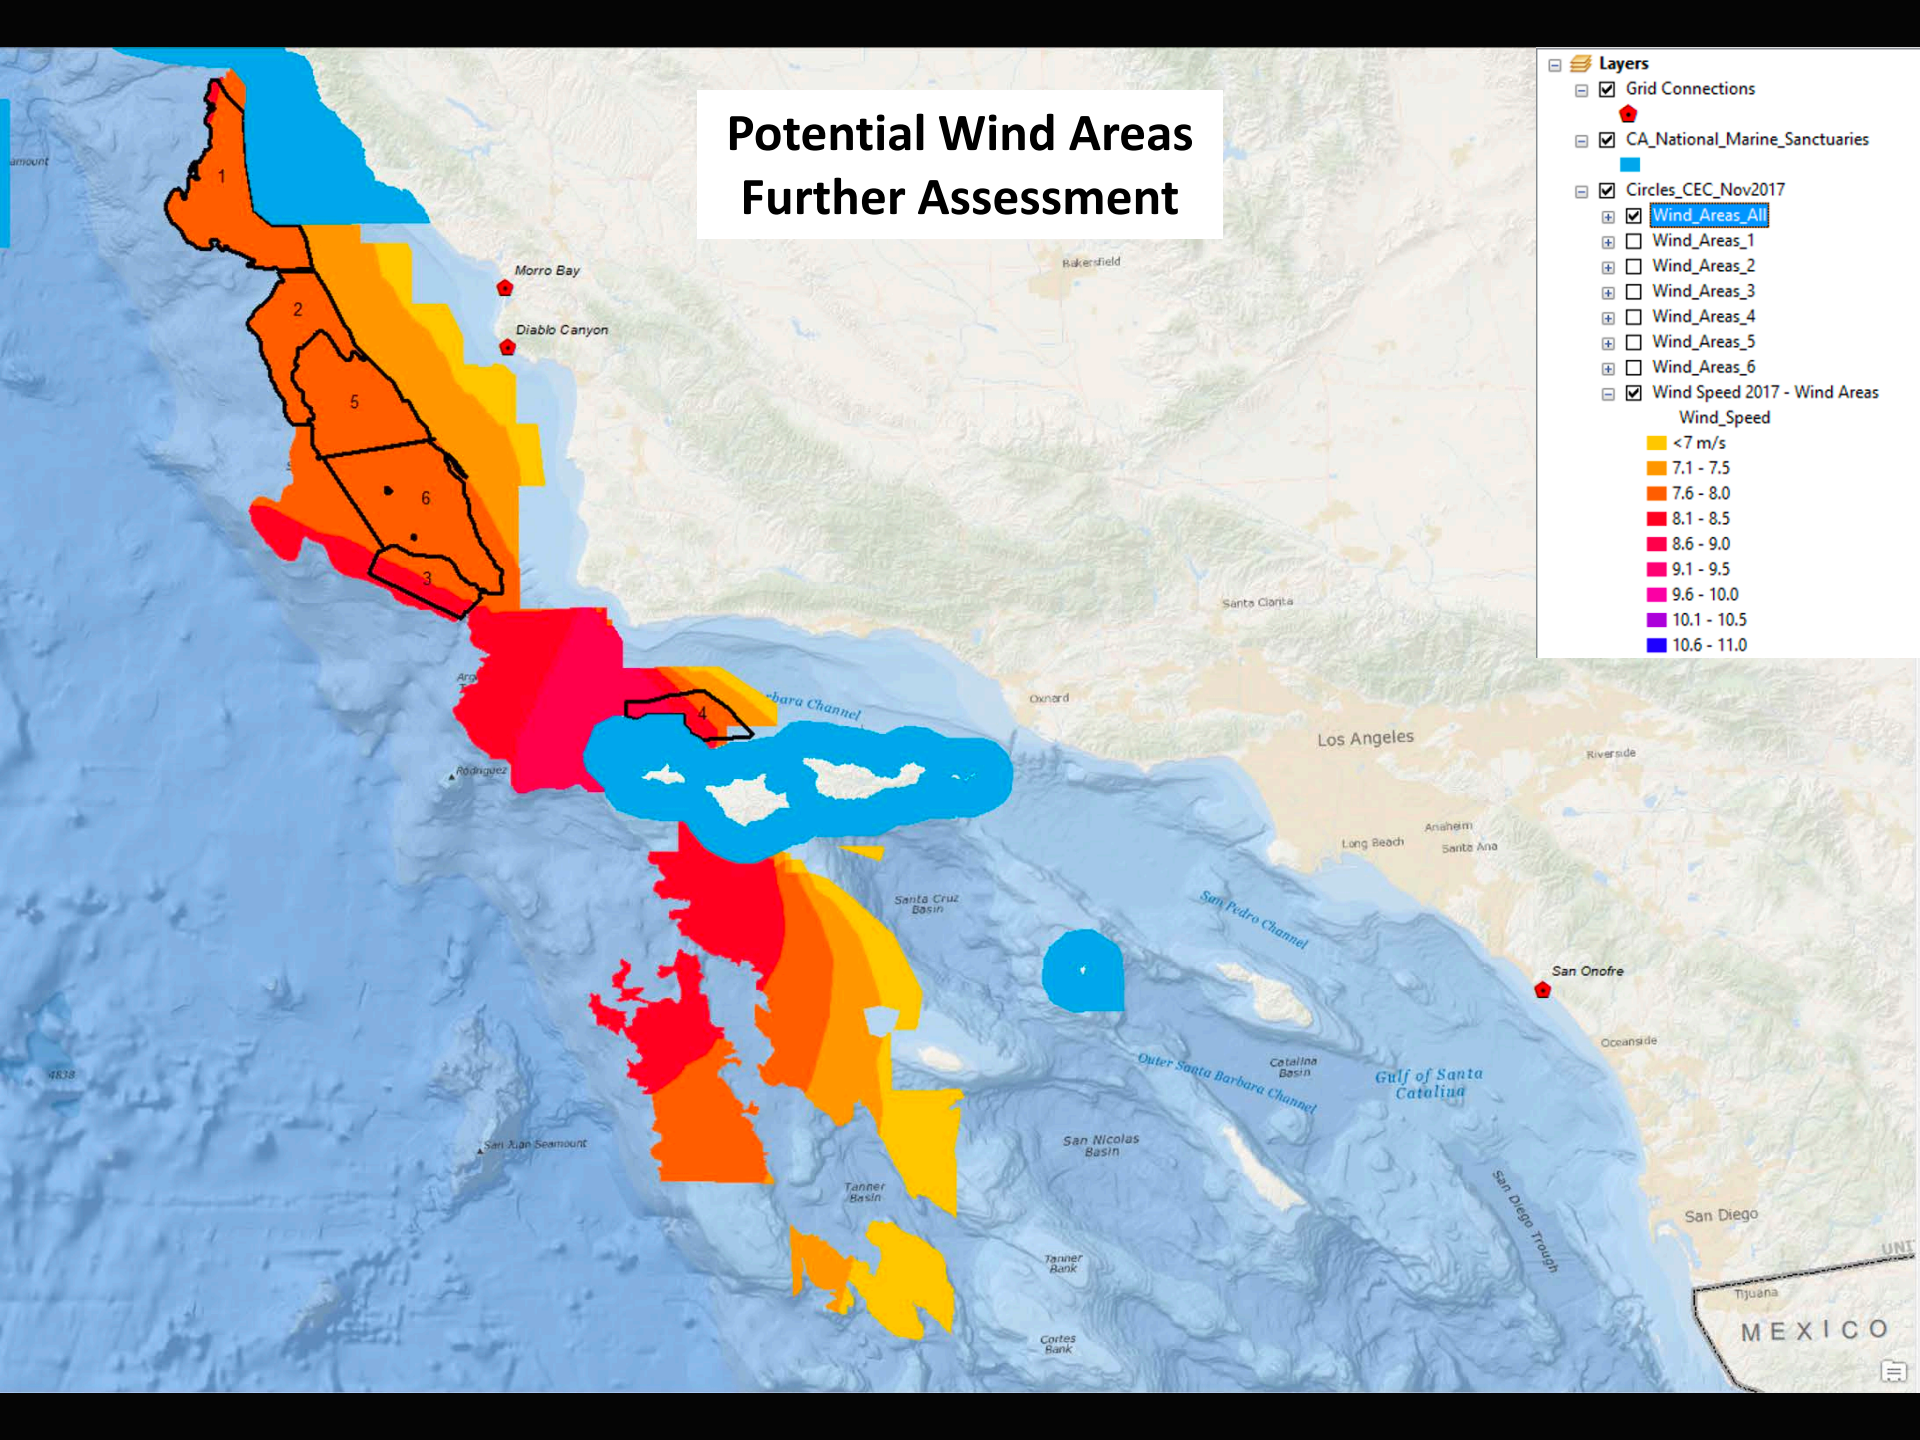 Potential Wind Areas
Further Assessment
Layers
Grid Connections
CA_National_Marine_Sanctuaries
Circles_CEC_Nov2017
Wind_Areas_All
Wind_Areas_1
Wind_Areas_2
Wind_Areas_3
Wind_Areas_4
Wind_Areas_5
Wind_Areas_6
Wind Speed 2017 - Wind Areas
Wind_Speed
<7 m/s
7.1 - 7.5
7.6 - 8.0
8.1 - 8.5
8.6 - 9.0
9.1 - 9.5
9.6 - 10.0
10.1 - 10.5
10.6 - 11.0
amount
1
Morro Bay
Bakersfield
2
Diablo Canyon
5
6
3
Santa Clarita
Oxnard
rbara Channel
4
Los Angeles
Riverside
Rodriguez
Anaheim
Long Beach
Santa Ana
Santa Cruz
Basin
San Pedro Channel
San Onofre
Oceanside
Outer Santa Barbara Channel
Catalina
Basin
Gulf of Santa
Catalina
4838
San Juan Seamount
San Nicolas
Basin
Tanner
Basin
San Diego Trough
San Diego
Tanner
Bank
UNI
Tijuana
MEXICO
Cortes
Bank